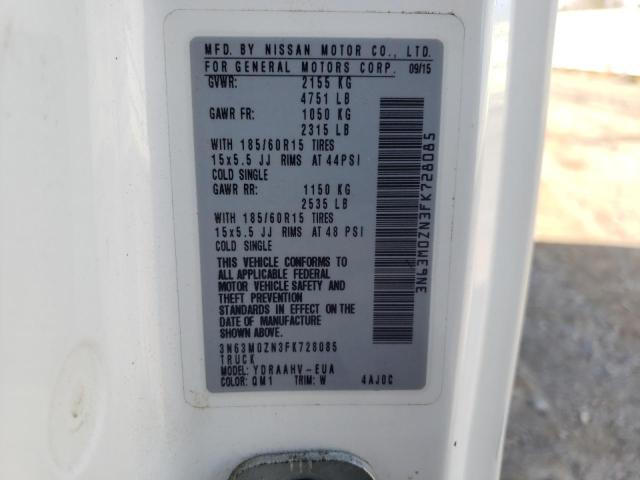 MFD. BY NISSAN MOTOR CO., LTD.
FOR GENERAL MOTORS CORP. 09/15
GVWR: 2155 KG
4751 LB
GAWR FR: 1050 KG
2315 LB
WITH 185/60R15 TIRES
15x5.5 JJ RIMS AT 44PSI
COLD SINGLE
GAWR RR: 1150 KG
2535 LB
WITH 185/60R15 TIRES
15x5.5 JJ RIMS AT 48 PSI
COLD SINGLE
THIS VEHICLE CONFORMS TO
ALL APPLICABLE FEDERAL
MOTOR VEHICLE SAFETY AND
THEFT PREVENTION
STANDARDS IN EFFECT ON THE
DATE OF MANUFACTURE
SHOWN ABOVE.
3N63M0ZN3FK728085
TRUCK
MODEL: YDRAAHV-EUA
COLOR: QM1 TRIM: W 4AJ0C
3N63M0ZN3FK728085